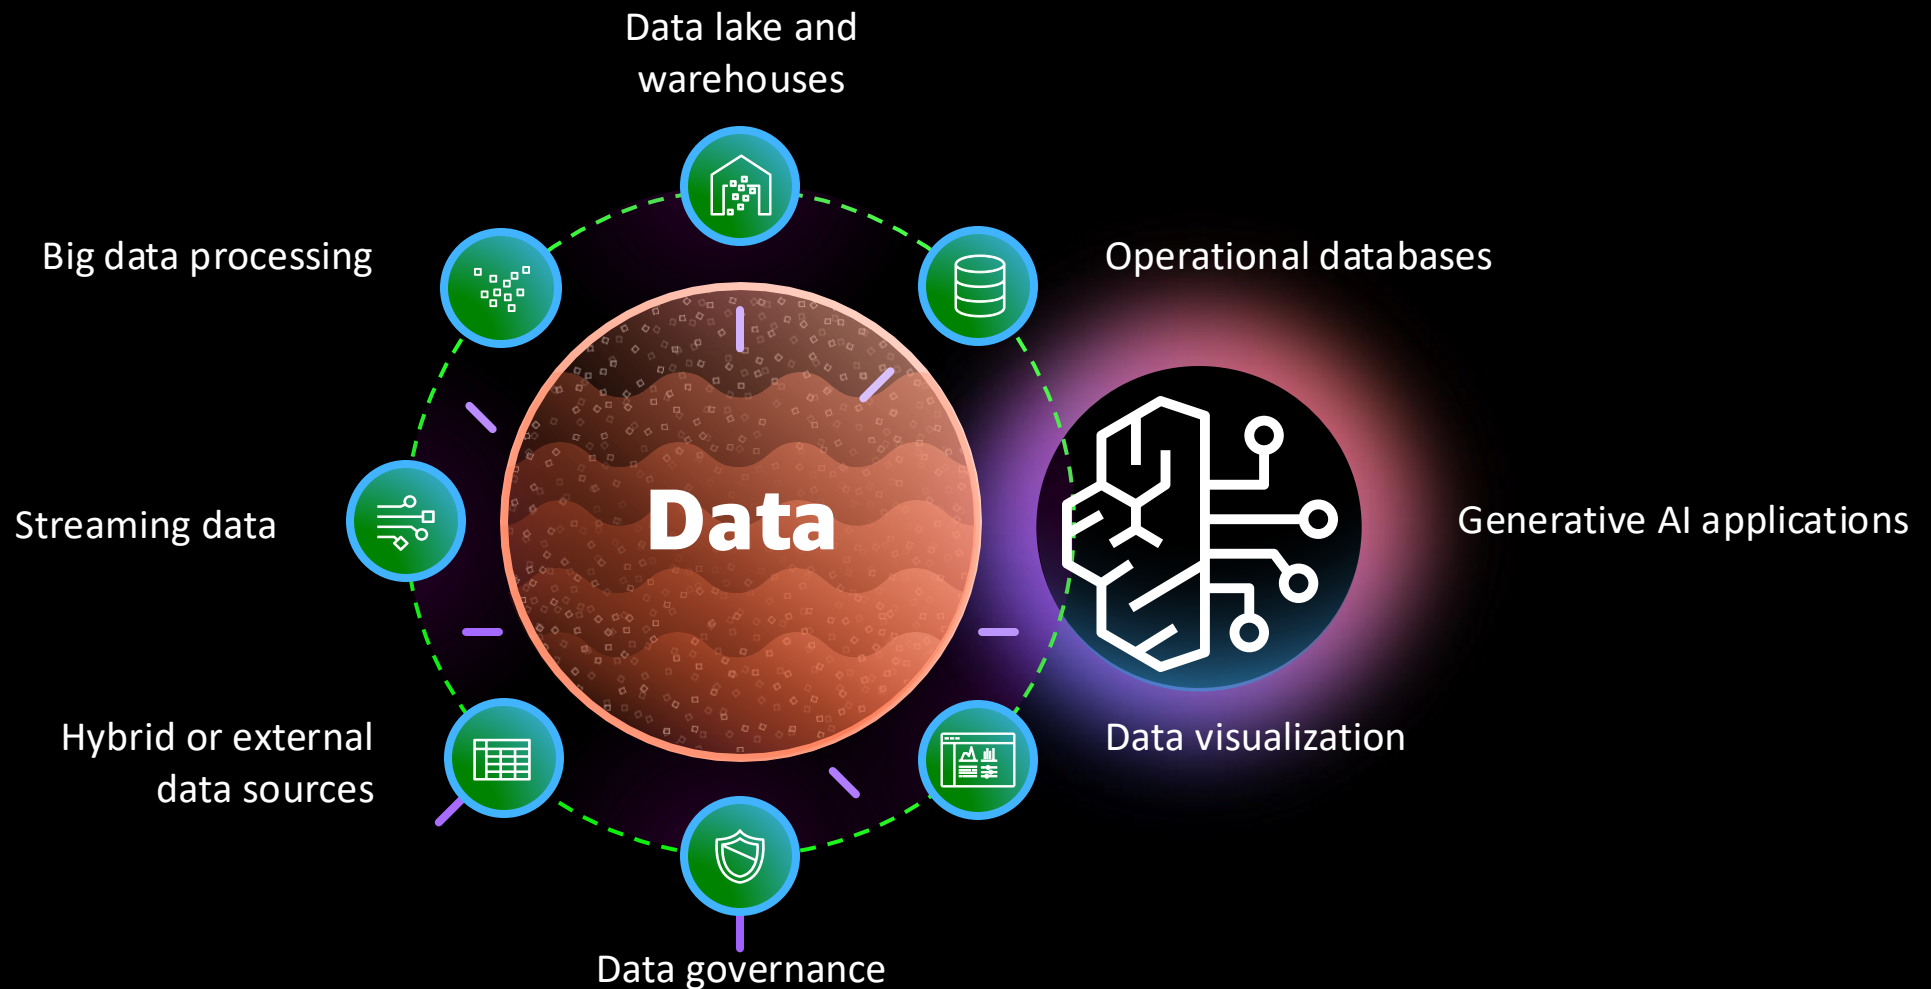 Data lake and
warehouses
Big data processing
Operational databases
Streaming data
Data
Generative AI applications
Hybrid or external
data sources
Data visualization
Data governance